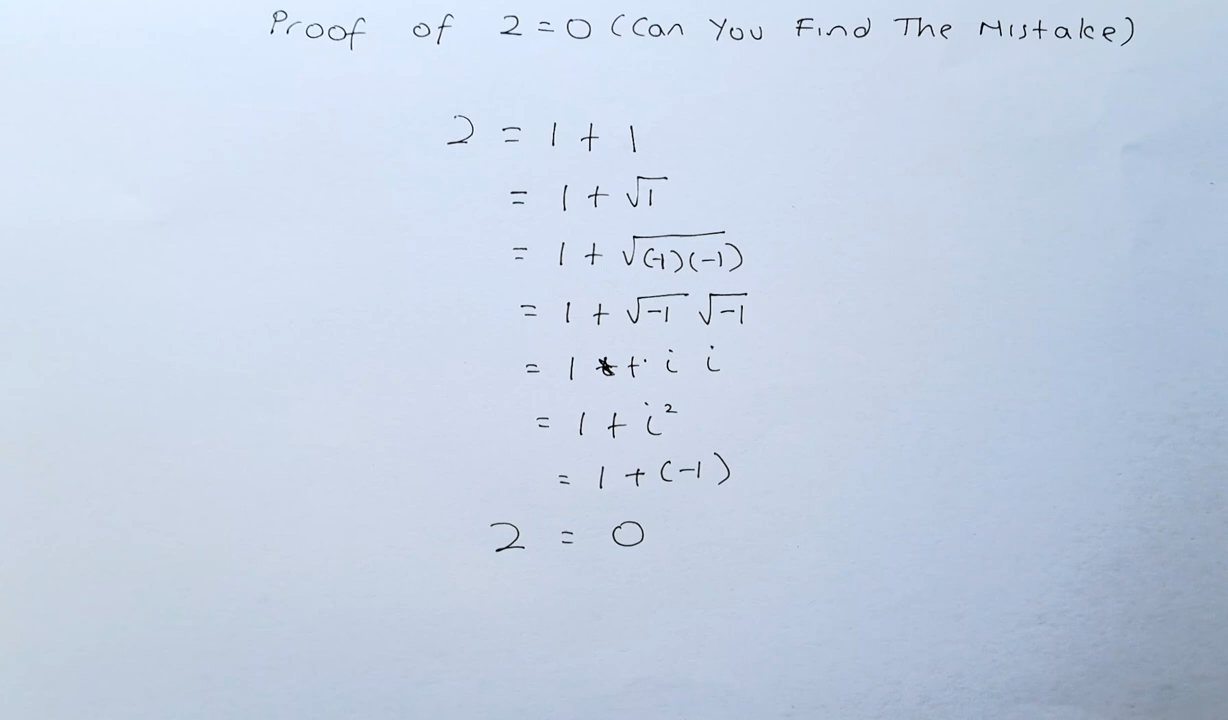 Proof of 2 = 0 (Can You Find The Mistake)
2 = 1 + 1
= 1 + √1
= 1 + √(-1)(-1)
= 1 + √-1 √-1
= 1 + i i
= 1 + i²
= 1 + (-1)
2 = 0